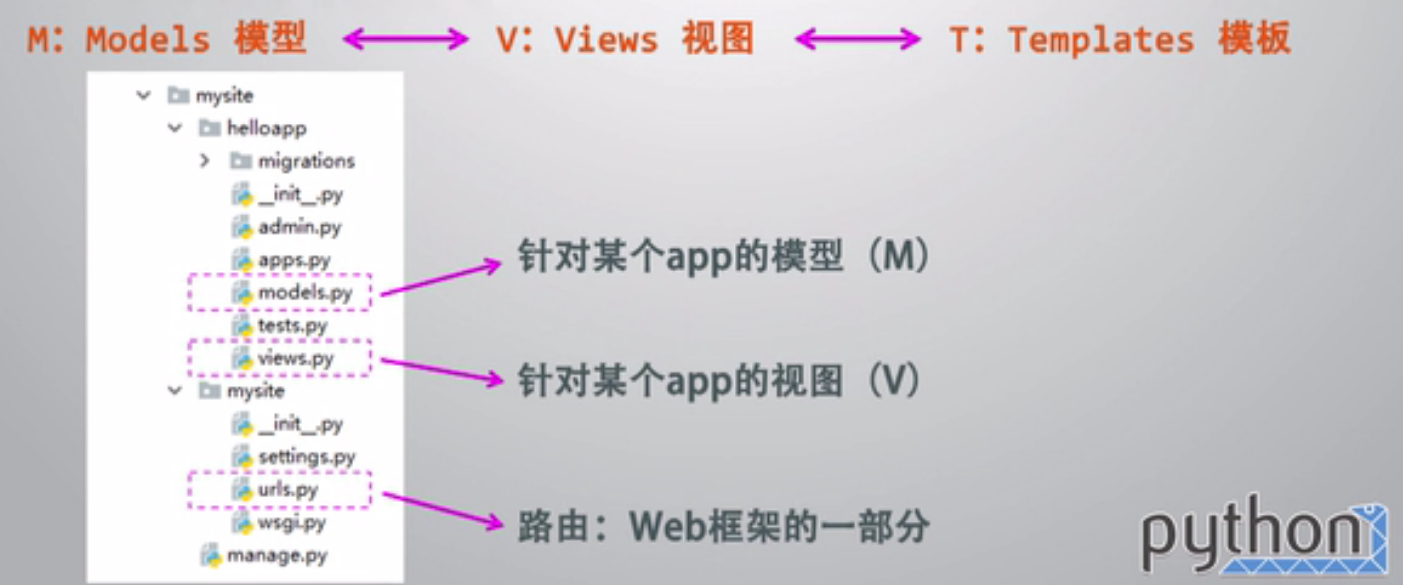 M: Models 模型 V: Views 视图 T: Templates 模板
mysite
helloapp
migrations
__init__.py
admin.py
apps.py
models.py
针对某个app的模型（M）
tests.py
views.py
针对某个app的视图（V）
mysite
__init__.py
settings.py
urls.py
路由：Web框架的一部分
wsgi.py
manage.py
python